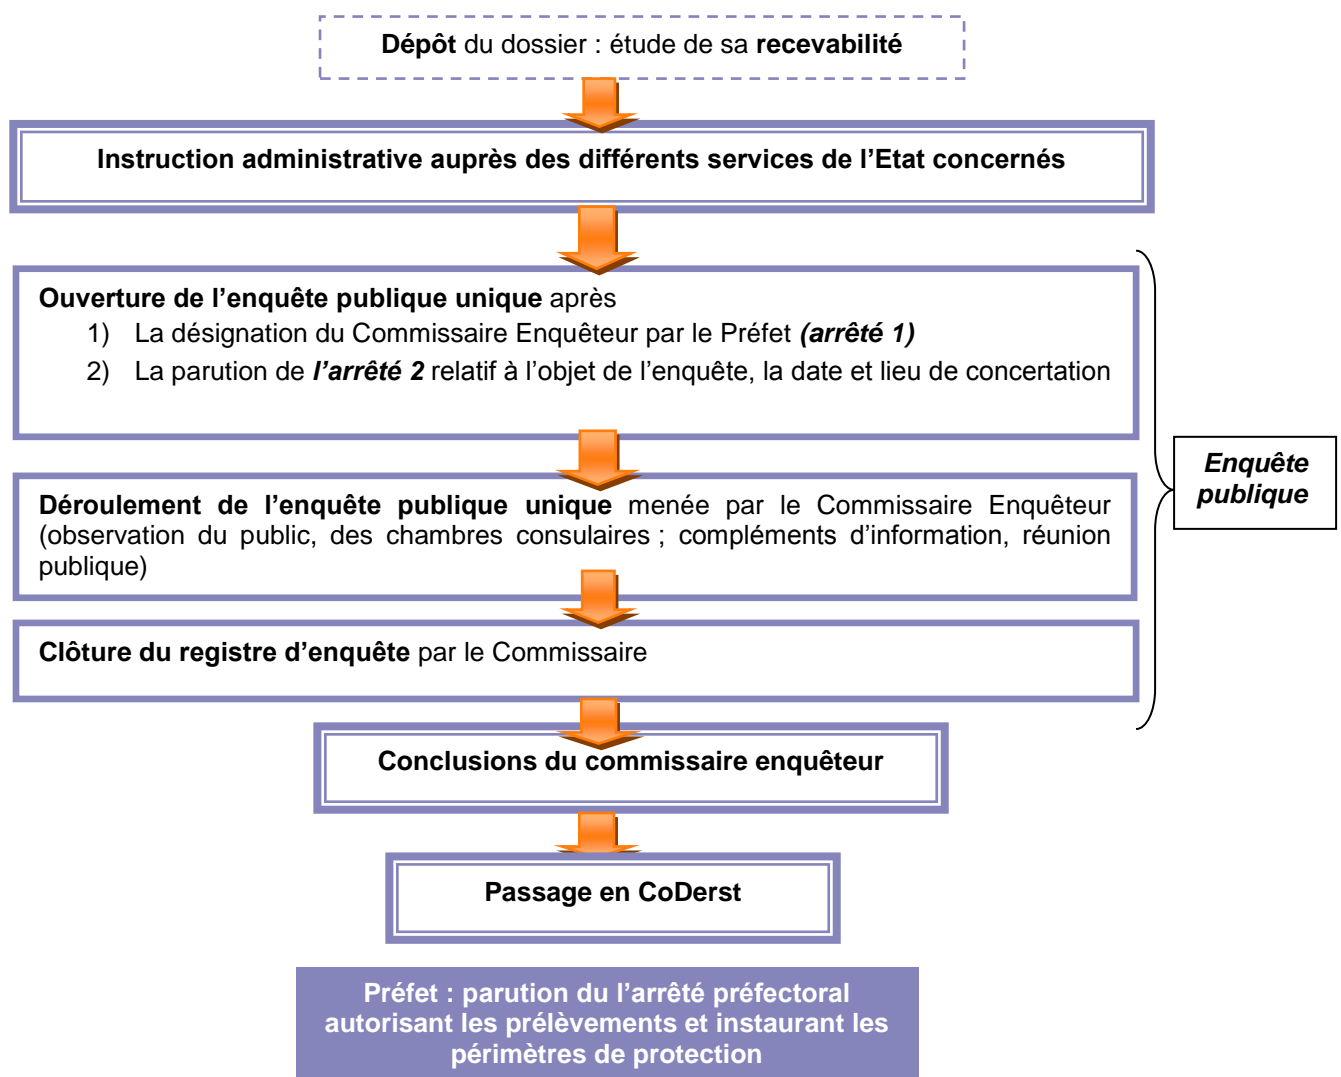 Dépôt du dossier : étude de sa recevabilité
Instruction administrative auprès des différents services de l’Etat concernés
Ouverture de l’enquête publique unique après
1) La désignation du Commissaire Enquêteur par le Préfet (arrêté 1)
2) La parution de l’arrêté 2 relatif à l’objet de l’enquête, la date et lieu de concertation
Déroulement de l’enquête publique unique menée par le Commissaire Enquêteur
(observation du public, des chambres consulaires ; compléments d’information, réunion
publique)
Clôture du registre d’enquête par le Commissaire
Enquête
publique
Conclusions du commissaire enquêteur
Passage en CoDerst
Préfet : parution du l’arrêté préfectoral
autorisant les prélèvements et instaurant les
périmètres de protection